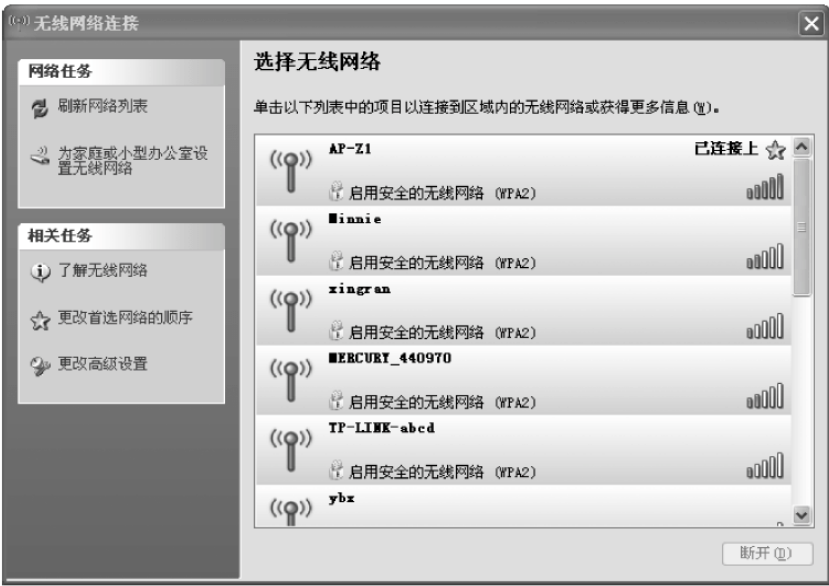 无线网络连接
网络任务
刷新网络列表
为家庭或小型办公室设
置无线网络
相关任务
了解无线网络
更改首选网络的顺序
更改高级设置
选择无线网络
单击以下列表中的项目以连接到区域内的无线网络或获得更多信息(W)。
AP-Z1
已连接上
启用安全的无线网络 (WPA2)
Minnie
启用安全的无线网络 (WPA2)
xingran
启用安全的无线网络 (WPA2)
MERCURY_440970
启用安全的无线网络 (WPA2)
TP-LINK-abcd
启用安全的无线网络 (WPA2)
ybx
断开(D)